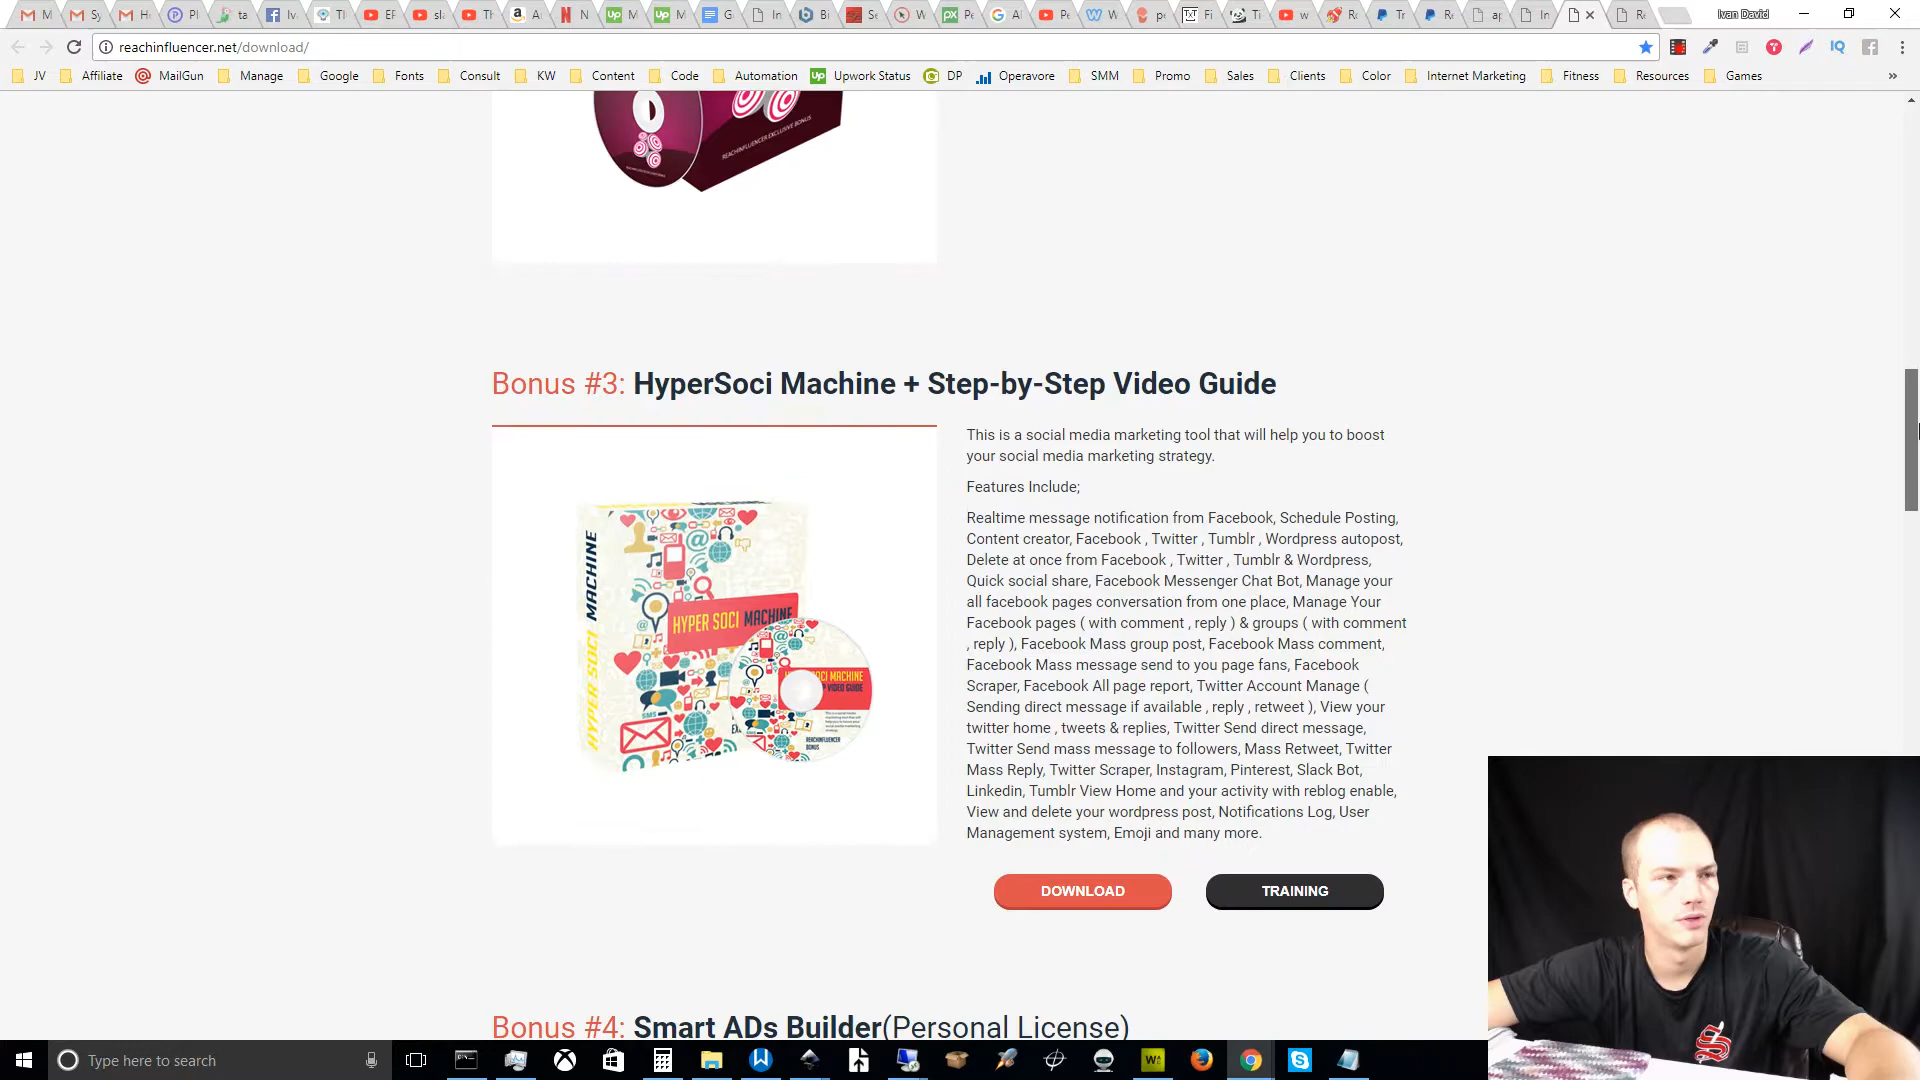 Ivan David
reachinfluencer.net/download/
JV Affiliate MailGun Manage Google Fonts Consult KW Content Code Automation Upwork Status DP Operavore SMM Promo Sales Clients Color Internet Marketing Fitness Resources Games
REACHINFLUENCER EXCLUSIVE BONUS
Bonus #3: HyperSoci Machine + Step-by-Step Video Guide
This is a social media marketing tool that will help you to boost
your social media marketing strategy.
Features Include;
Realtime message notification from Facebook, Schedule Posting,
Content creator, Facebook , Twitter , Tumblr , Wordpress autopost,
Delete at once from Facebook , Twitter , Tumblr & Wordpress,
Quick social share, Facebook Messenger Chat Bot, Manage your
all facebook pages conversation from one place, Manage Your
Facebook pages ( with comment , reply ) & groups ( with comment
, reply ), Facebook Mass group post, Facebook Mass comment,
Facebook Mass message send to you page fans, Facebook
Scraper, Facebook All page report, Twitter Account Manage (
Sending direct message if available , reply , retweet ), View your
twitter home , tweets & replies, Twitter Send direct message,
Twitter Send mass message to followers, Mass Retweet, Twitter
Mass Reply, Twitter Scraper, Instagram, Pinterest, Slack Bot,
Linkedin, Tumblr View Home and your activity with reblog enable,
View and delete your wordpress post, Notifications Log, User
Management system, Emoji and many more.
HYPER SOCI MACHINE
HYPER SOCI MACHINE
DOWNLOAD TRAINING
Bonus #4: Smart ADs Builder(Personal License)
Type here to search